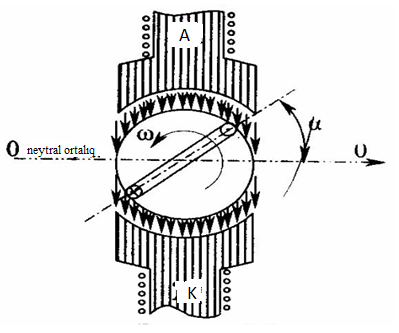 A
ω
α
0 neytral ortalıq υ
K